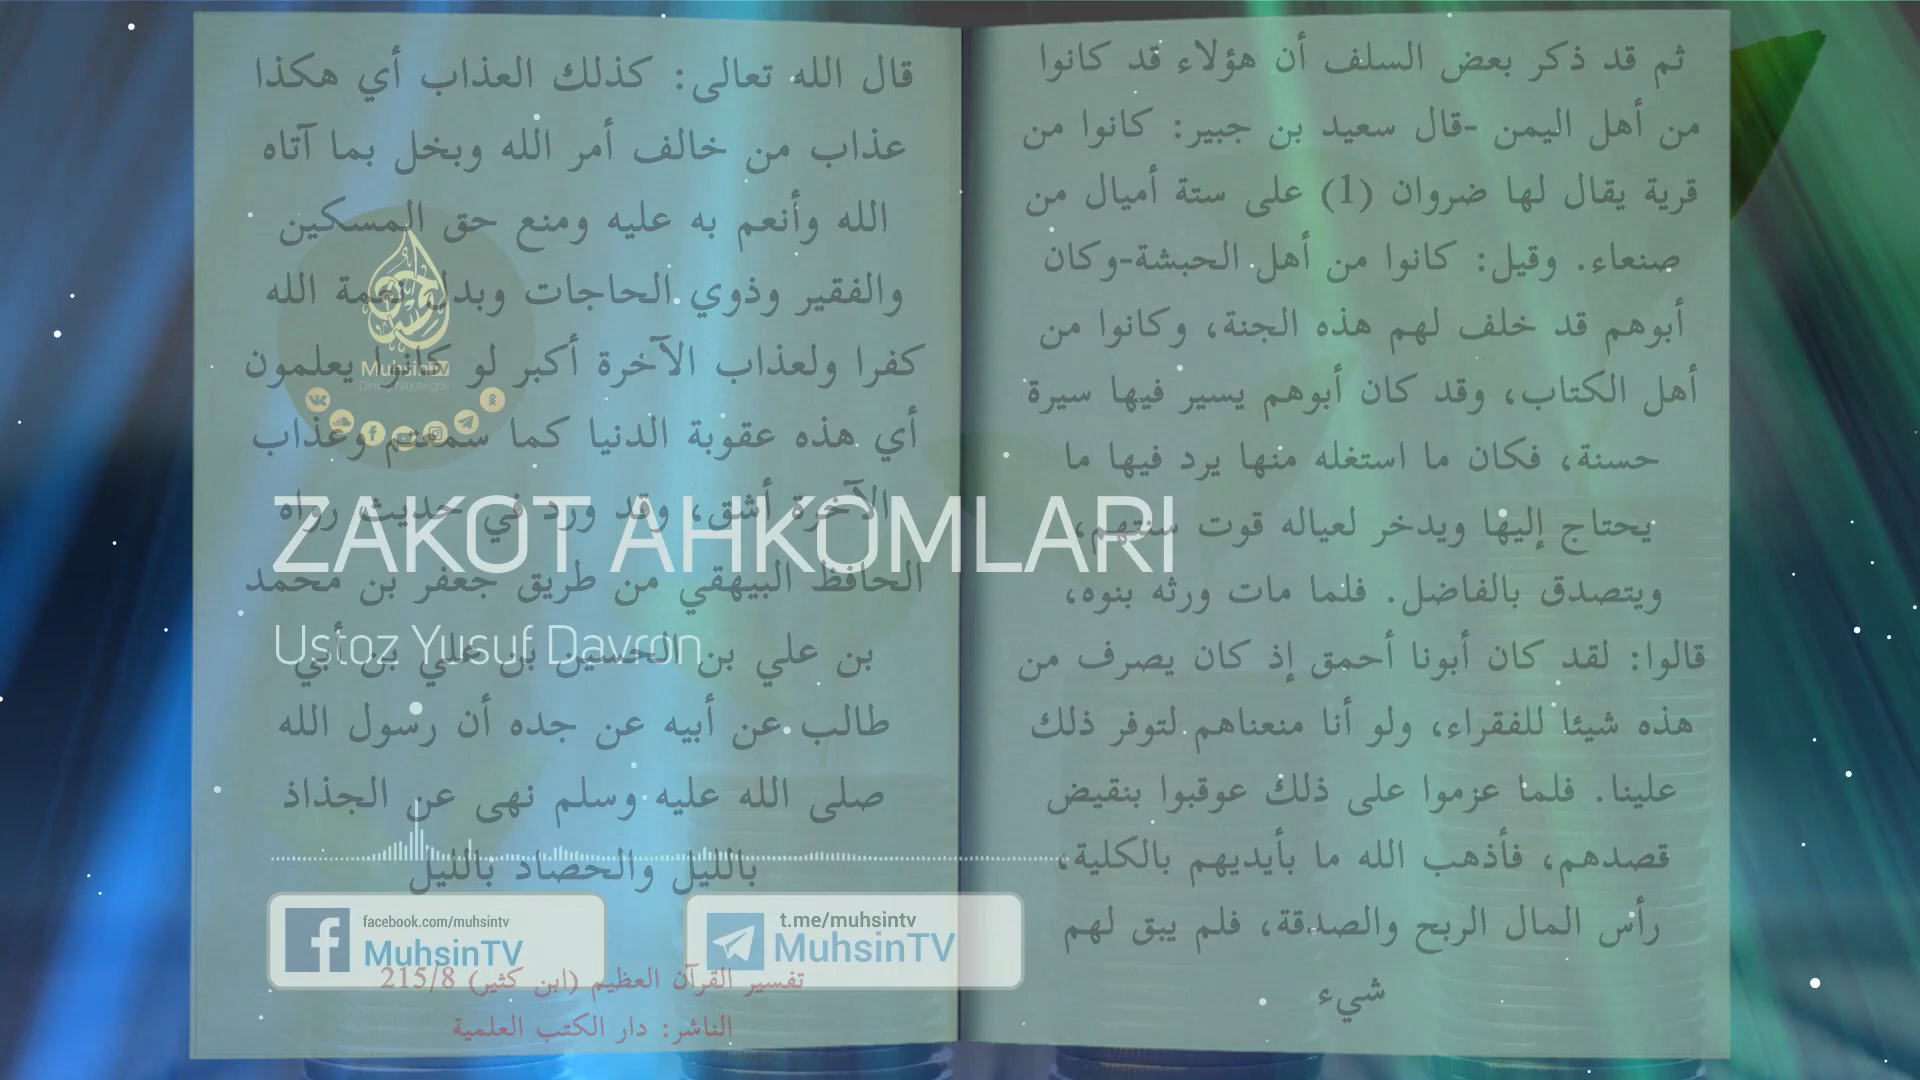 ثم قد ذكر بعض السلف أن هؤلاء قد كانوا
من أهل اليمن -قال سعيد بن جبير: كانوا من
قرية يقال لها ضروان (1) على ستة أميال من
صنعاء. وقيل: كانوا من أهل الحبشة-وكان
أبوهم قد خلف لهم هذه الجنة، وكانوا من
أهل الكتاب، وقد كان أبوهم يسير فيها سيرة
حسنة، فكان ما استغله منها يرد فيها ما
يحتاج إليها ويدخر لعياله قوت سنتهم،
ويتصدق بالفاضل. فلما مات ورثه بنوه،
قالوا: لقد كان أبونا أحمق إذ كان يصرف من
هذه شيئا للفقراء، ولو أنا منعناهم لتوفر ذلك
علينا. فلما عزموا على ذلك عوقبوا بنقيض
قصدهم، فأذهب الله ما بأيديهم بالكلية،
رأس المال الربح والصدقة، فلم يبق لهم
شيء
قال الله تعالى: كذلك العذاب أي هكذا
عذاب من خالف أمر الله وبخل بما آتاه
الله وأنعم به عليه ومنع حق المسكين
والفقير وذوي الحاجات وبدل نعمة الله
كفرا ولعذاب الآخرة أكبر لو كانوا يعلمون
أي هذه عقوبة الدنيا كما سمعتم وعذاب
الآخرة أشق، وقد ورد في حديث رواه
الحافظ البيهقي من طريق جعفر بن محمد
بن علي بن الحسين بن علي بن أبي
طالب عن أبيه عن جده أن رسول الله
صلى الله عليه وسلم نهى عن الجذاذ
بالليل والحصاد بالليل
تفسير القرآن العظيم (ابن كثير) 215/8
الناشر: دار الكتب العلمية
MuhsinTV
ZAKOT AHKOMLARI
Ustoz Yusuf Davron
facebook.com/muhsintv
MuhsinTV
t.me/muhsintv
MuhsinTV